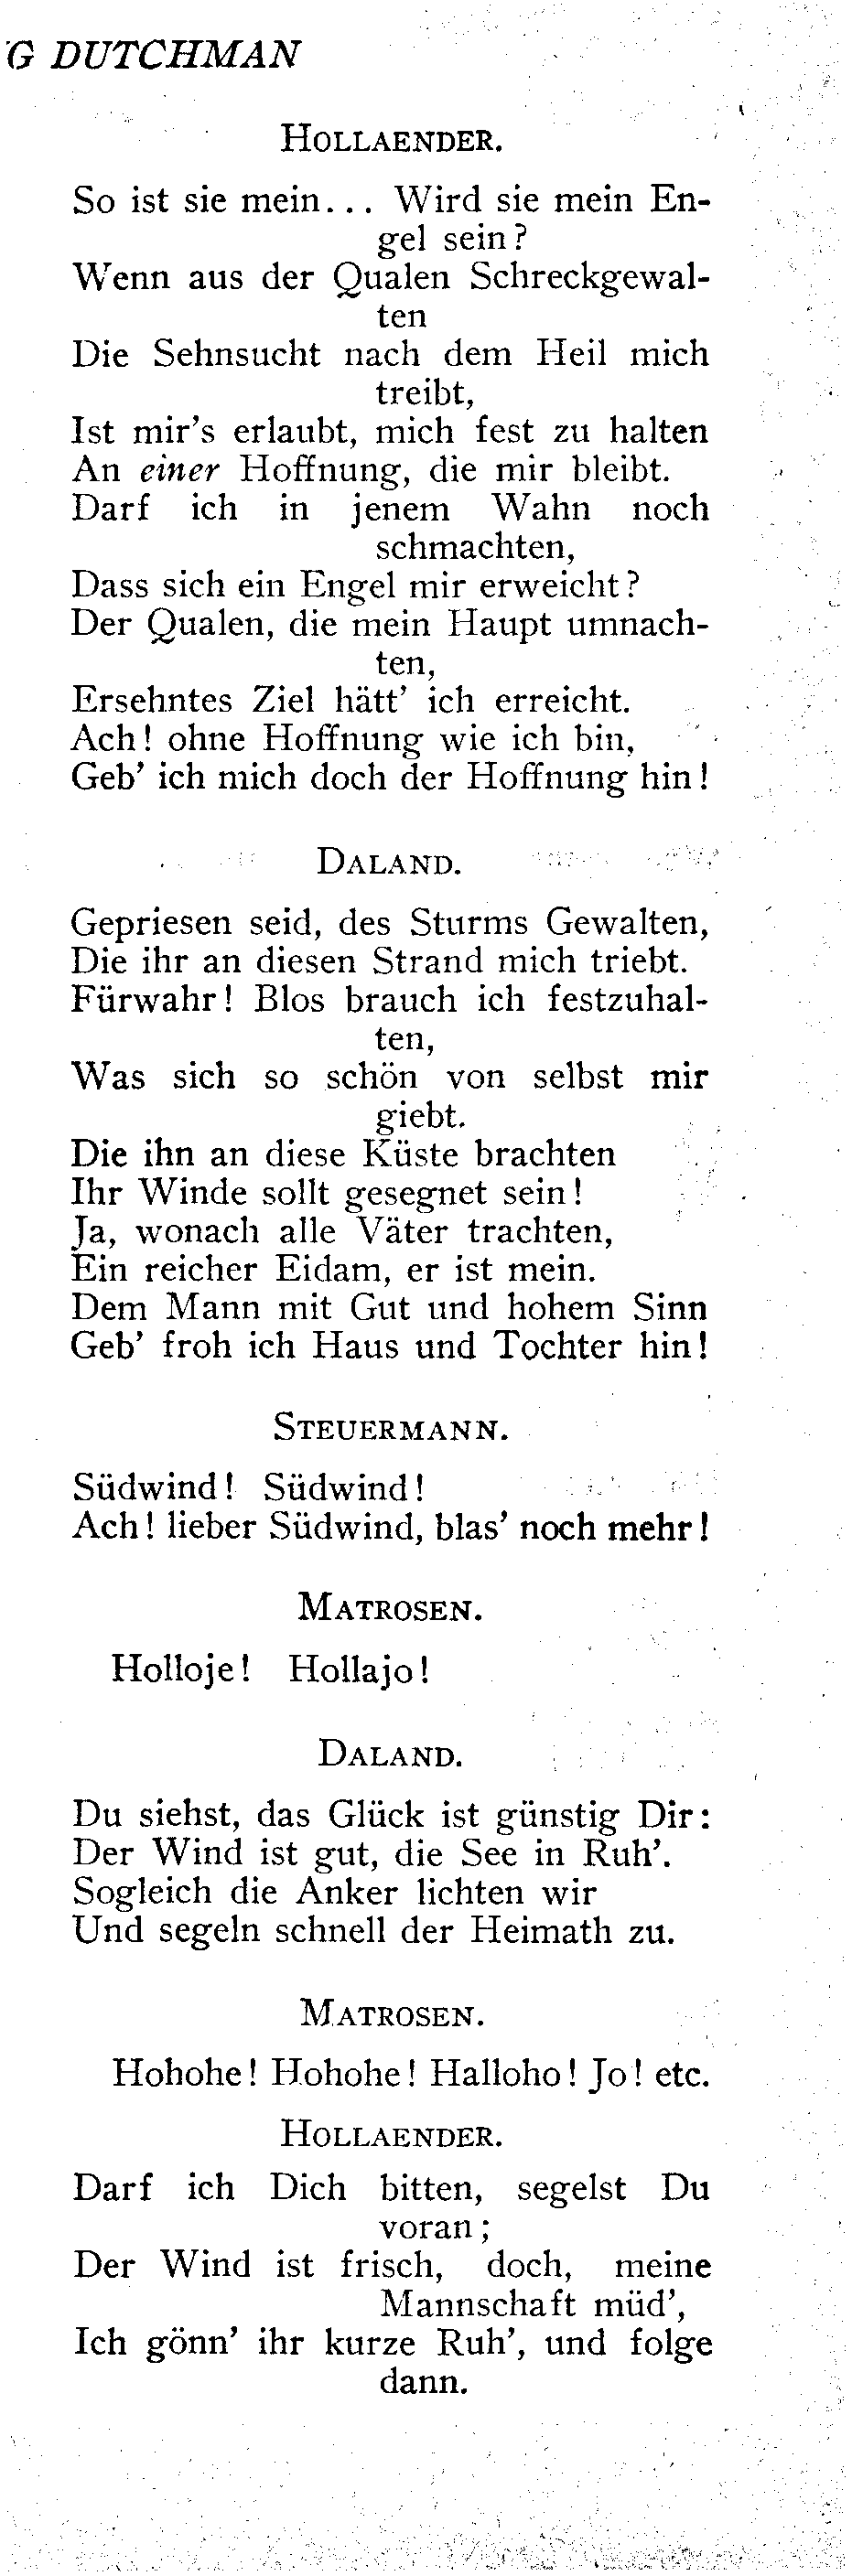 G DUTCHMAN
HOLLAENDER.
So ist sie mein... Wird sie mein En-
gel sein?
Wenn aus der Qualen Schreckgewal-
ten
Die Sehnsucht nach dem Heil mich
treibt,
Ist mir's erlaubt, mich fest zu halten
An einer Hoffnung, die mir bleibt.
Darf ich in jenem Wahn noch
schmachten,
Dass sich ein Engel mir erweicht?
Der Qualen, die mein Haupt umnach-
ten,
Ersehntes Ziel hätt' ich erreicht.
Ach! ohne Hoffnung wie ich bin,
Geb' ich mich doch der Hoffnung hin!
DALAND.
Gepriesen seid, des Sturms Gewalten,
Die ihr an diesen Strand mich triebt.
Fürwahr! Blos brauch ich festzuhal-
ten,
Was sich so schön von selbst mir
giebt.
Die ihn an diese Küste brachten
Ihr Winde sollt gesegnet sein!
Ja, wonach alle Väter trachten,
Ein reicher Eidam, er ist mein.
Dem Mann mit Gut und hohem Sinn
Geb' froh ich Haus und Tochter hin!
STEUERMANN.
Südwind! Südwind!
Ach! lieber Südwind, blas' noch mehr!
MATROSEN.
Holloje! Hollajo!
DALAND.
Du siehst, das Glück ist günstig Dir:
Der Wind ist gut, die See in Ruh'.
Sogleich die Anker lichten wir
Und segeln schnell der Heimath zu.
MATROSEN.
Hohohe! Hohohe! Halloho! Jo! etc.
HOLLAENDER.
Darf ich Dich bitten, segelst Du
voran;
Der Wind ist frisch, doch, meine
Mannschaft müd',
Ich gönn' ihr kurze Ruh', und folge
dann.